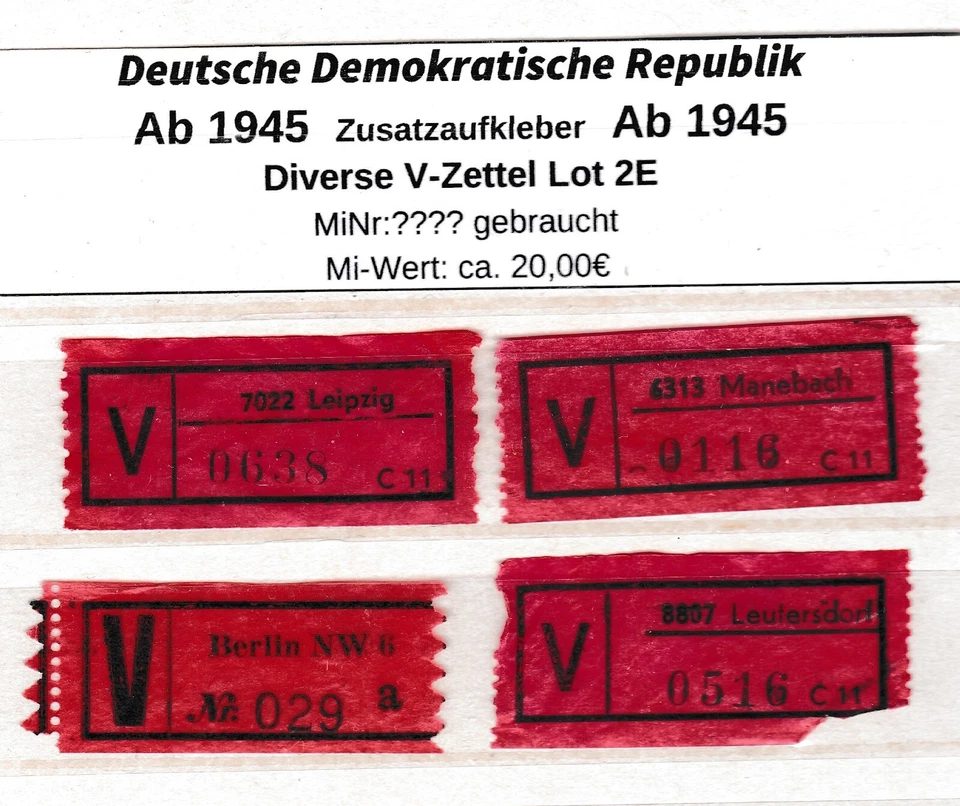 Deutsche Demokratische Republik
Ab 1945 Zusatzaufkleber Ab 1945
Diverse V-Zettel Lot 2E
MiNr:???? gebraucht
Mi-Wert: ca. 20,00€
V 7022 Leipzig
0638 C 11
V 6313 Manebach
0116 C 11
V Berlin NW 6
№ 029 a
V 8807 Leutersdorf
0516 C 11